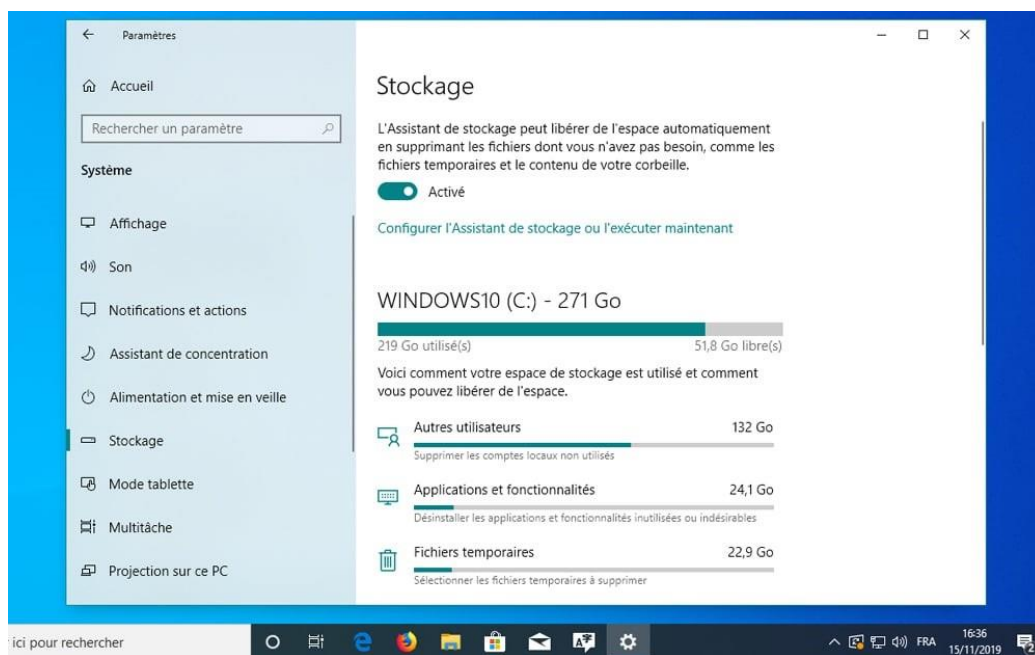 Paramètres
Accueil
Rechercher un paramètre
Système
Affichage
Son
Notifications et actions
Assistant de concentration
Alimentation et mise en veille
Stockage
Mode tablette
Multitâche
Projection sur ce PC
Stockage
L'Assistant de stockage peut libérer de l'espace automatiquement
en supprimant les fichiers dont vous n'avez pas besoin, comme les
fichiers temporaires et le contenu de votre corbeille.
Activé
Configurer l'Assistant de stockage ou l'exécuter maintenant
WINDOWS10 (C:) - 271 Go
219 Go utilisé(s) 51,8 Go libre(s)
Voici comment votre espace de stockage est utilisé et comment
vous pouvez libérer de l'espace.
Autres utilisateurs 132 Go
Supprimer les comptes locaux non utilisés
Applications et fonctionnalités 24,1 Go
Désinstaller les applications et fonctionnalités inutilisées ou indésirables
Fichiers temporaires 22,9 Go
Sélectionner les fichiers temporaires à supprimer
ici pour rechercher
FRA
16:36
15/11/2019